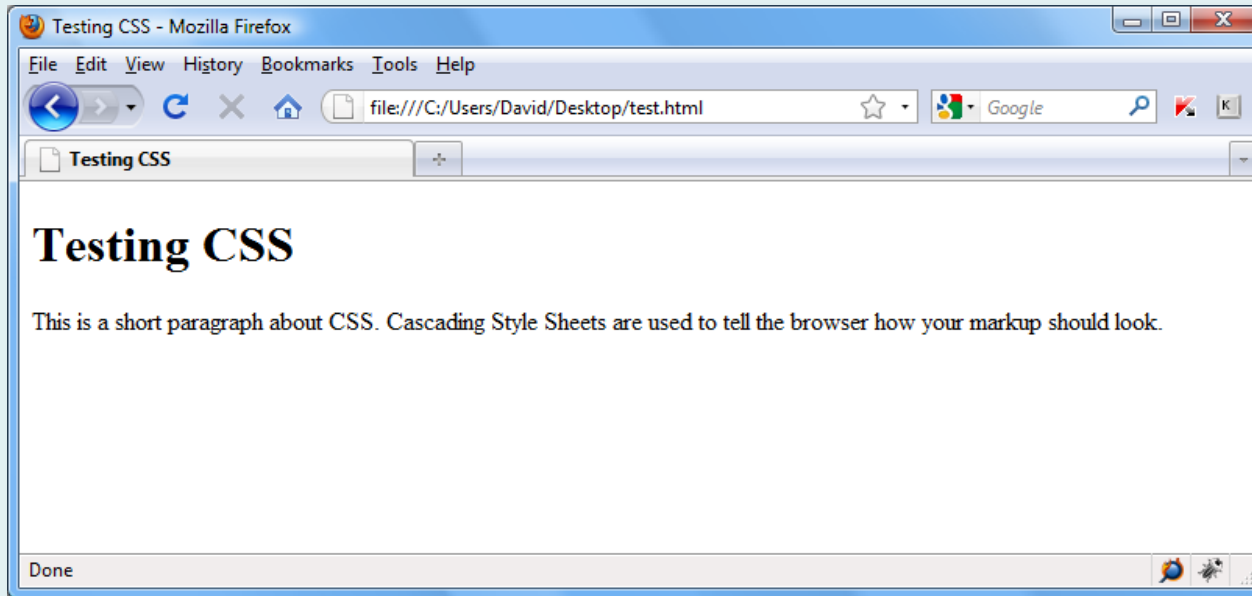 Testing CSS - Mozilla Firefox
File Edit View History Bookmarks Tools Help
file:///C:/Users/David/Desktop/test.html Google K
Testing CSS
Testing CSS
This is a short paragraph about CSS. Cascading Style Sheets are used to tell the browser how your markup should look.
Done